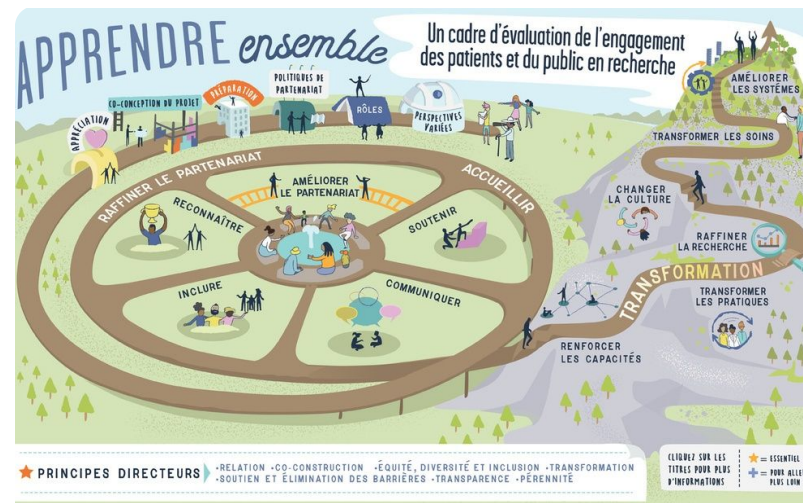 APPRENDRE ensemble
Un cadre d'évaluation de l'engagement
des patients et du public en recherche
APPRÉCIATION
CO-CONCEPTION DU PROJET
PRÉPARATION
POLITIQUES DE
PARTENARIAT
RÔLES
PERSPECTIVES
VARIÉES
RAFFINER LE PARTENARIAT
ACCUEILLIR
AMÉLIORER
LE PARTENARIAT
RECONNAÎTRE
SOUTENIR
INCLURE
COMMUNIQUER
AMÉLIORER
LES SYSTÈMES
TRANSFORMER LES SOINS
CHANGER
LA CULTURE
RAFFINER
LA RECHERCHE
TRANSFORMATION
TRANSFORMER
LES PRATIQUES
RENFORCER
LES CAPACITÉS
PRINCIPES DIRECTEURS
•RELATION •CO-CONSTRUCTION •ÉQUITÉ, DIVERSITÉ ET INCLUSION •TRANSFORMATION
•SOUTIEN ET ÉLIMINATION DES BARRIÈRES •TRANSPARENCE •PÉRENNITÉ
CLIQUEZ SUR LES
TITRES POUR PLUS
D'INFORMATIONS
= ESSENTIEL
= POUR ALLE
PLUS LOIN